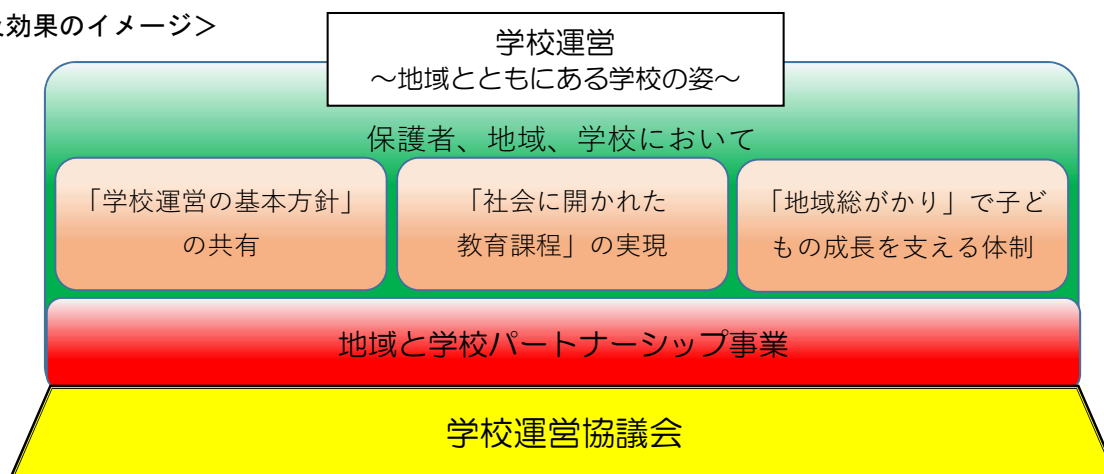 効果のイメージ＞
学校運営
～地域とともにある学校の姿～
保護者、地域、学校において
「学校運営の基本方針」
の共有
「社会に開かれた
教育課程」の実現
「地域総がかり」で子ど
もの成長を支える体制
地域と学校パートナーシップ事業
学校運営協議会